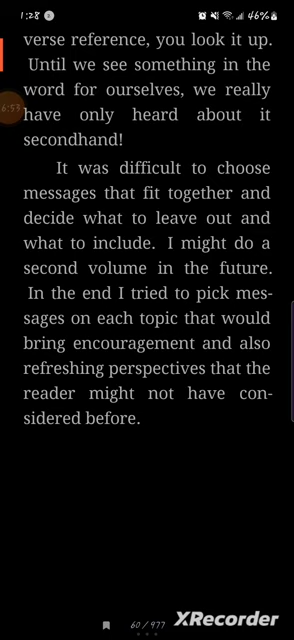 1:28
46%
verse reference, you look it up.
Until we see something in the
word for ourselves, we really
have only heard about it
secondhand!
It was difficult to choose
messages that fit together and
decide what to leave out and
what to include. I might do a
second volume in the future.
In the end I tried to pick mes-
sages on each topic that would
bring encouragement and also
refreshing perspectives that the
reader might not have con-
sidered before.
60 / 977
XRecorder